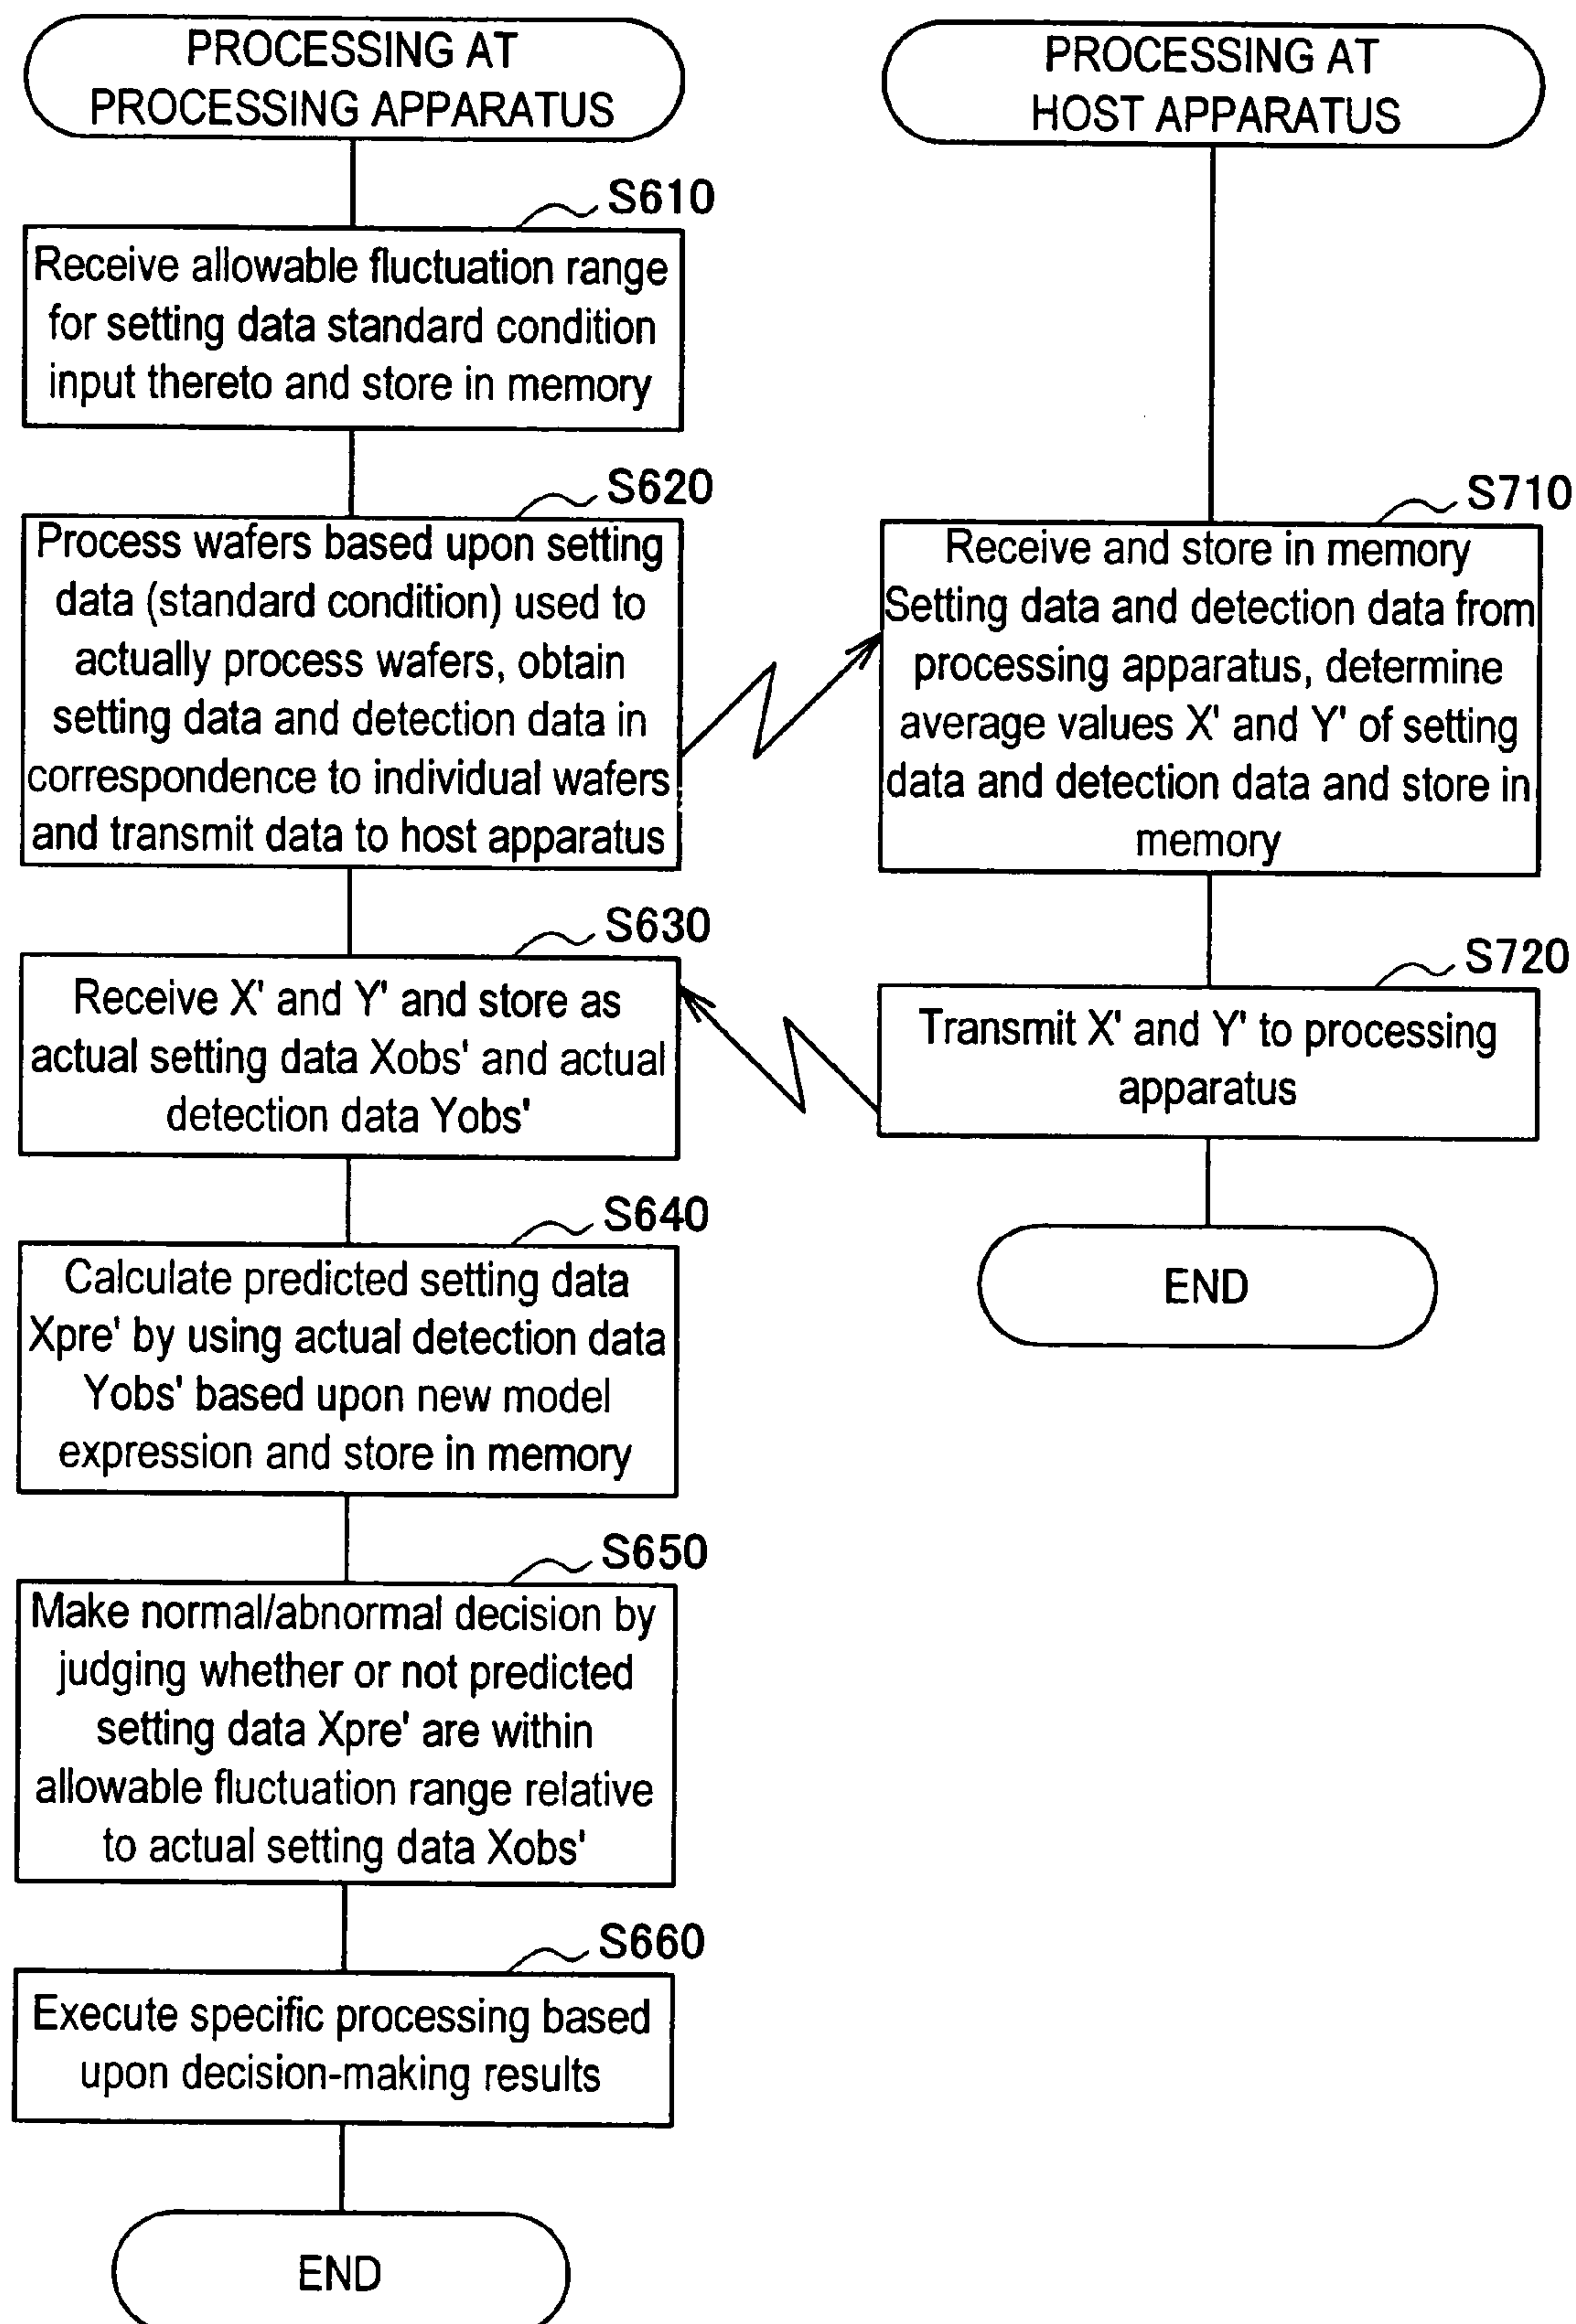 PROCESSING AT
PROCESSING APPARATUS
S610
Receive allowable fluctuation range
for setting data standard condition
input thereto and store in memory
S620
Process wafers based upon setting
data (standard condition) used to
actually process wafers, obtain
setting data and detection data in
correspondence to individual wafers
and transmit data to host apparatus
S630
Receive X' and Y' and store as
actual setting data Xobs' and actual
detection data Yobs'
S640
Calculate predicted setting data
Xpre' by using actual detection data
Yobs' based upon new model
expression and store in memory
S650
Make normal/abnormal decision by
judging whether or not predicted
setting data Xpre' are within
allowable fluctuation range relative
to actual setting data Xobs'
S660
Execute specific processing based
upon decision-making results
END
PROCESSING AT
HOST APPARATUS
S710
Receive and store in memory
Setting data and detection data from
processing apparatus, determine
average values X' and Y' of setting
data and detection data and store in
memory
S720
Transmit X' and Y' to processing
apparatus
END